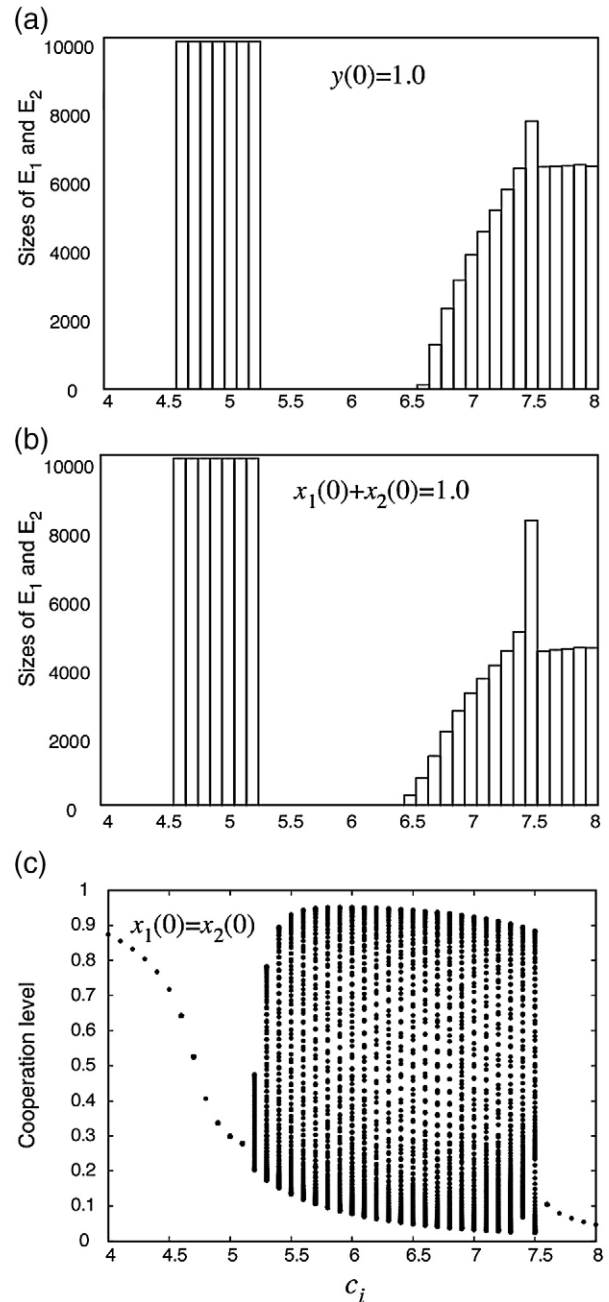 (a)
10000
8000
6000
4000
2000
0
Sizes of E1 and E2
y(0)=1.0
4 4.5 5 5.5 6 6.5 7 7.5 8
(b)
10000
8000
6000
4000
2000
0
Sizes of E1 and E2
x1(0)+x2(0)=1.0
4 4.5 5 5.5 6 6.5 7 7.5 8
(c)
1
0.9
0.8
0.7
0.6
0.5
0.4
0.3
0.2
0.1
0
Cooperation level
x1(0)=x2(0)
4 4.5 5 5.5 6 6.5 7 7.5 8
ci